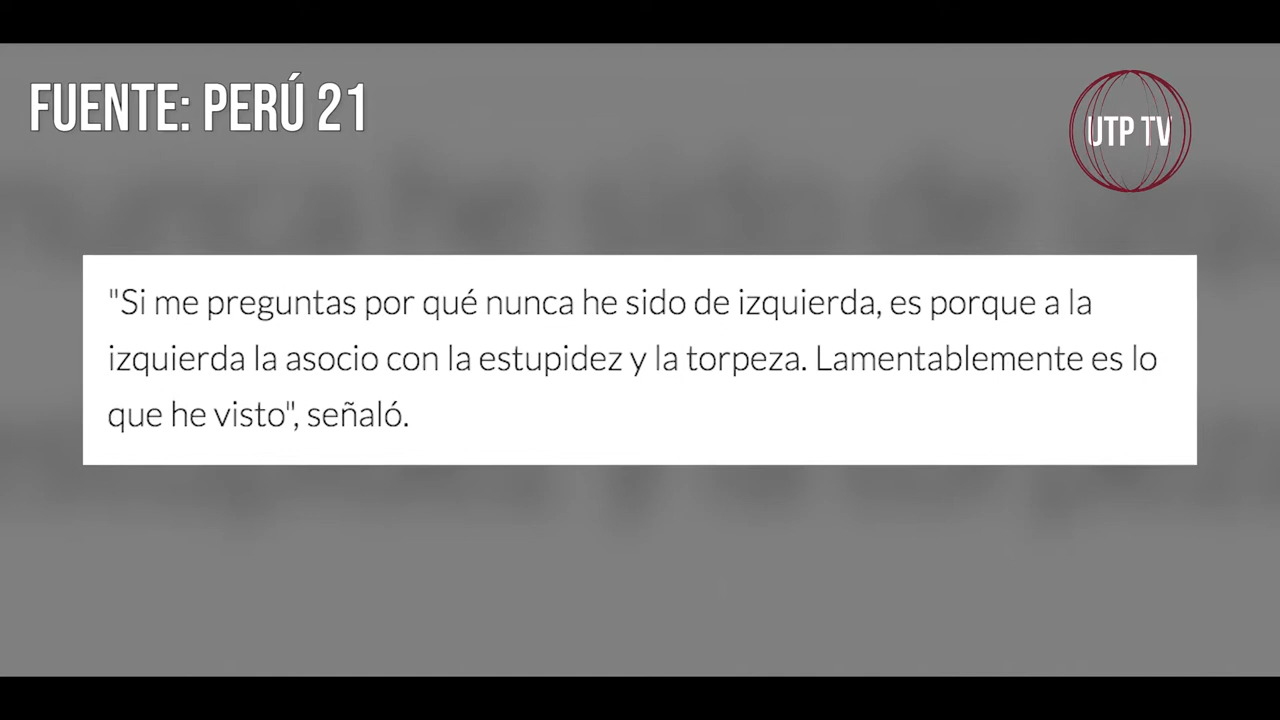 FUENTE: PERÚ 21
UTP TV
"Si me preguntas por qué nunca he sido de izquierda, es porque a la
izquierda la asocio con la estupidez y la torpeza. Lamentablemente es lo
que he visto", señaló.